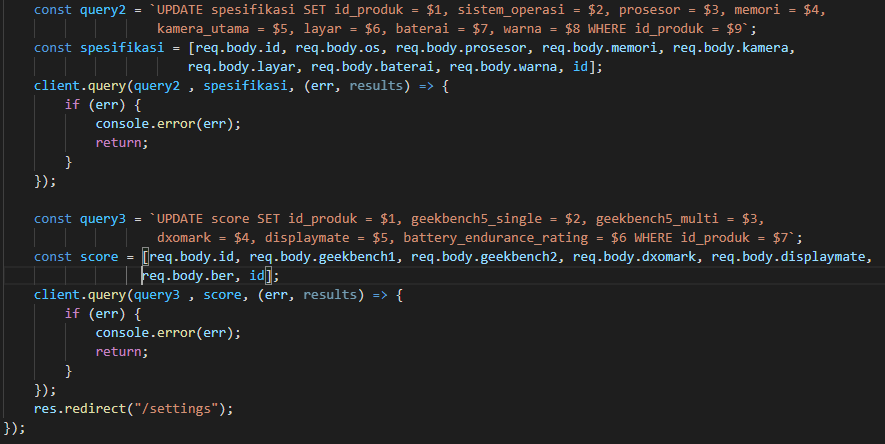 const query2 = `UPDATE spesifikasi SET id_produk = $1, sistem_operasi = $2, prosesor = $3, memori = $4,
kamera_utama = $5, layar = $6, baterai = $7, warna = $8 WHERE id_produk = $9`;
const spesifikasi = [req.body.id, req.body.os, req.body.prosesor, req.body.memori, req.body.kamera,
req.body.layar, req.body.baterai, req.body.warna, id];
client.query(query2 , spesifikasi, (err, results) => {
if (err) {
console.error(err);
return;
}
});
const query3 = `UPDATE score SET id_produk = $1, geekbench5_single = $2, geekbench5_multi = $3,
dxomark = $4, displaymate = $5, battery_endurance_rating = $6 WHERE id_produk = $7`;
const score = [req.body.id, req.body.geekbench1, req.body.geekbench2, req.body.dxomark, req.body.displaymate,
req.body.ber, id];
client.query(query3 , score, (err, results) => {
if (err) {
console.error(err);
return;
}
});
res.redirect("/settings");
});